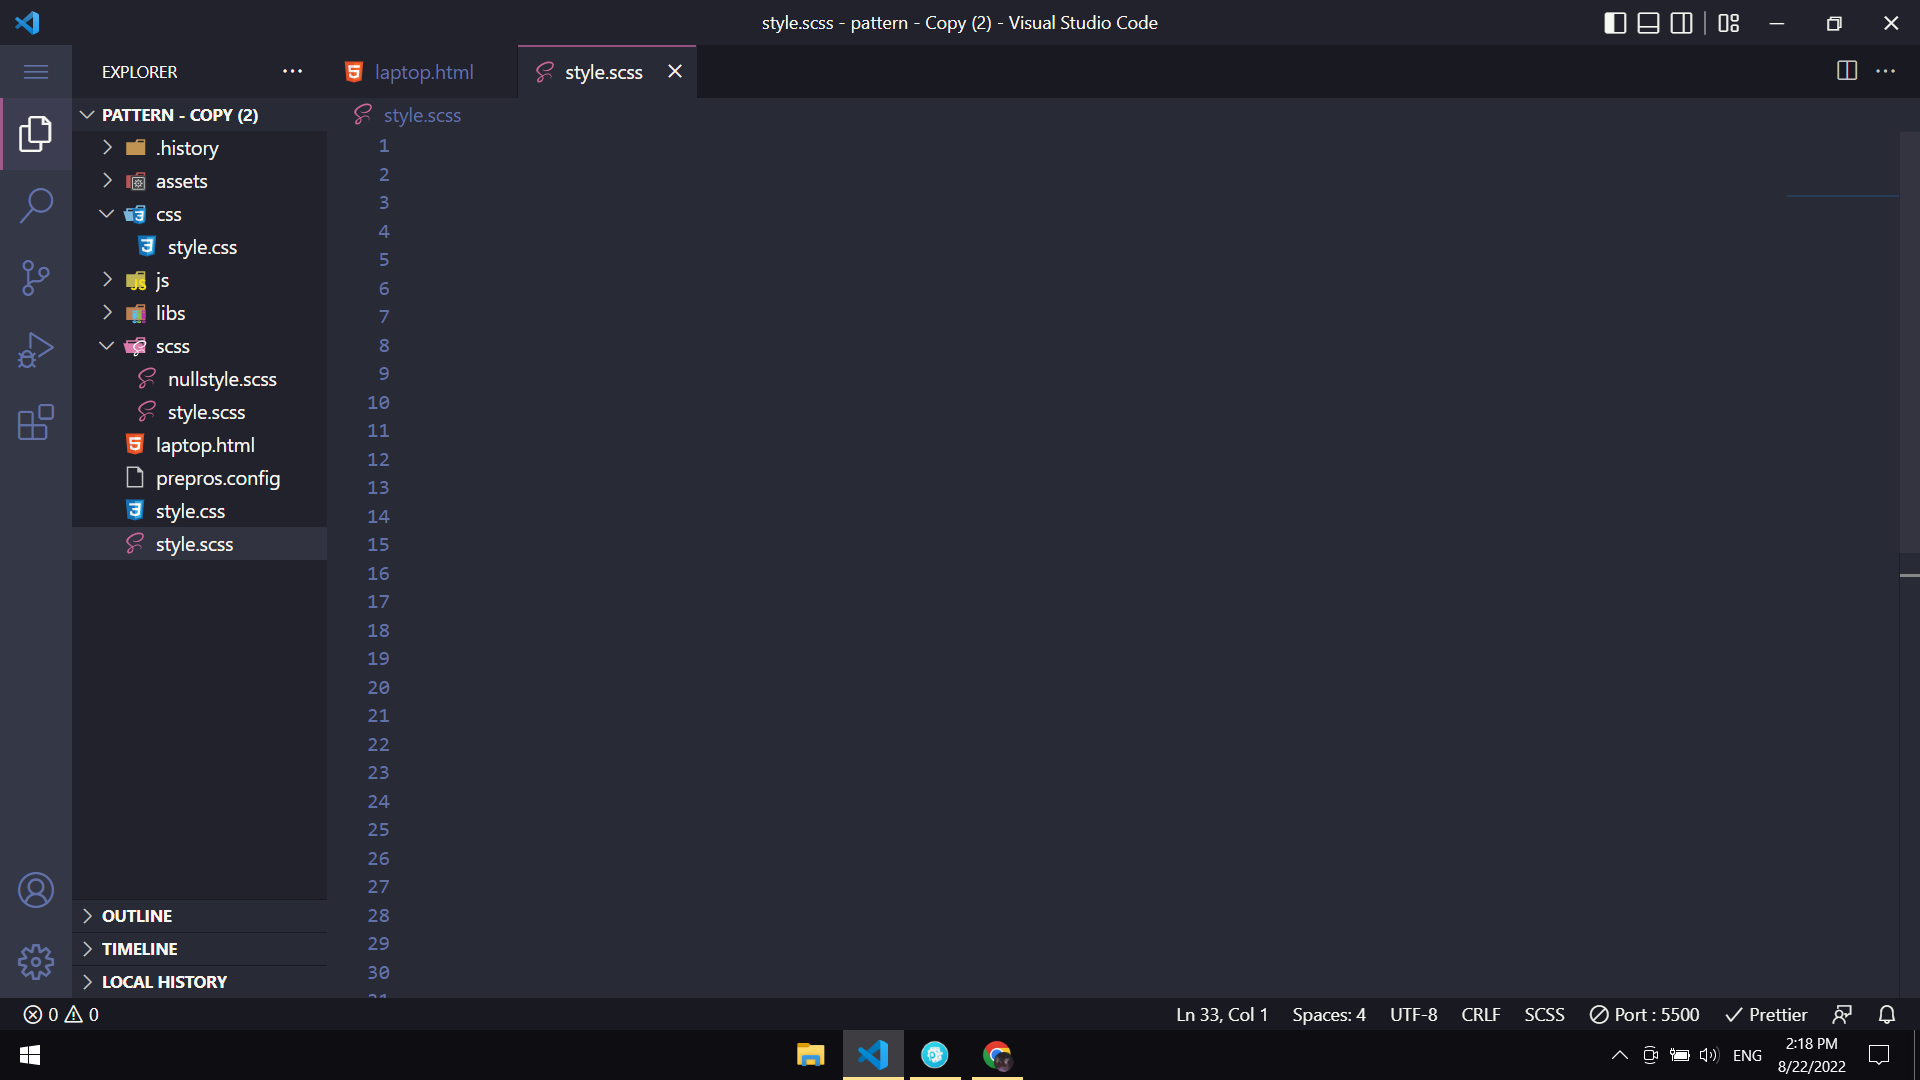 style.scss - pattern - Copy (2) - Visual Studio Code
EXPLORER
laptop.html
style.scss
PATTERN - COPY (2)
style.scss
.history
assets
css
style.css
js
libs
scss
nullstyle.scss
style.scss
laptop.html
prepros.config
style.css
style.scss
1
2
3
4
5
6
7
8
9
10
11
12
13
14
15
16
17
18
19
20
21
22
23
24
25
26
27
28
29
30
OUTLINE
TIMELINE
LOCAL HISTORY
0 0
Ln 33, Col 1 Spaces: 4 UTF-8 CRLF SCSS Port : 5500 Prettier
ENG
2:18 PM
8/22/2022